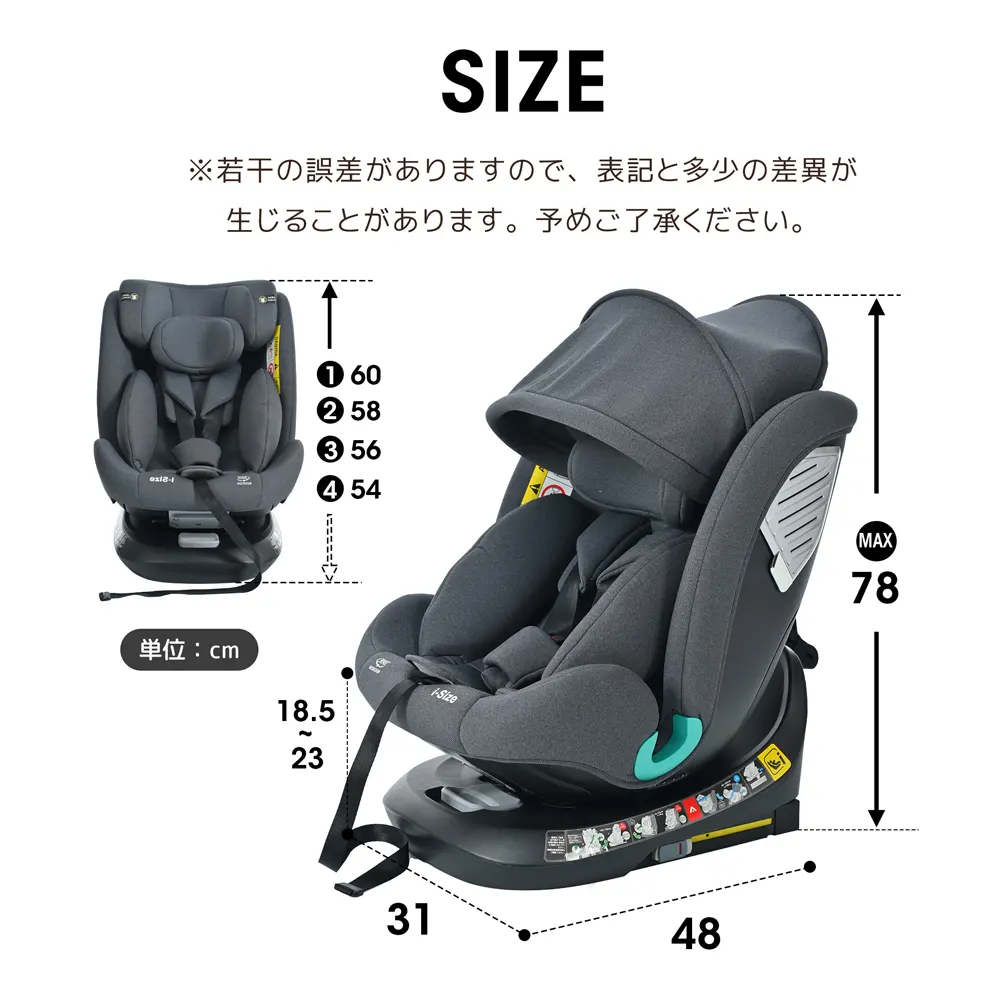 SIZE
※若干の誤差がありますので、表記と多少の差異が
生じることがあります。予めご了承ください。
❶ 60
❷ 58
❸ 56
❹ 54
i-Size
単位：cm
MAX
78
18.5
~
23
i-Size
31
48